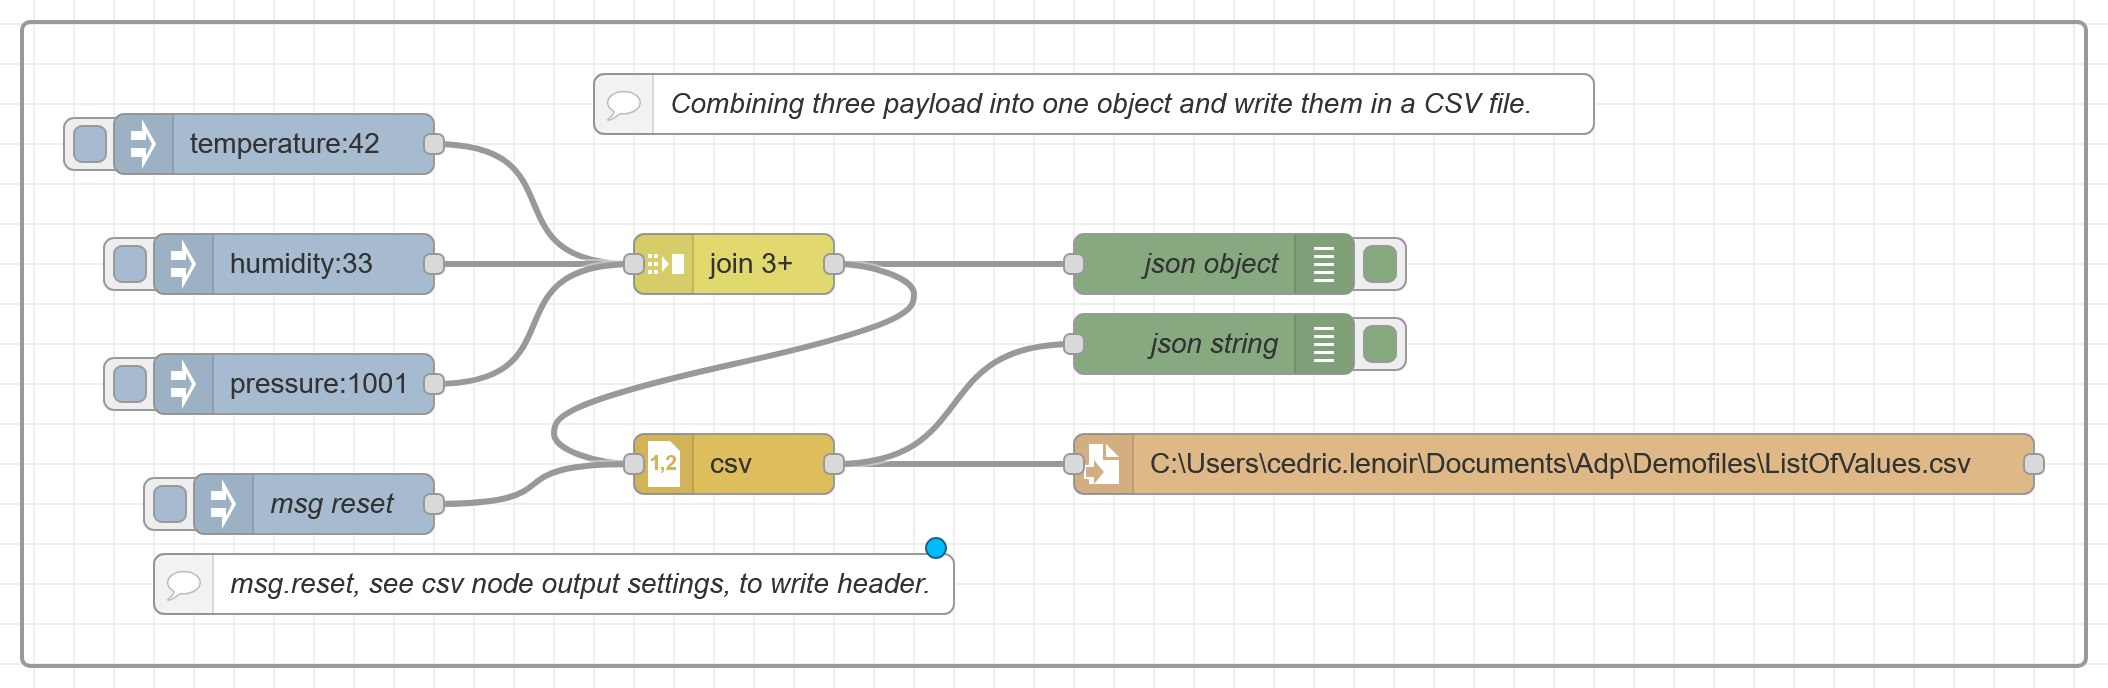 Combining three payload into one object and write them in a CSV file.
temperature:42
humidity:33
join 3+
json object
json string
pressure:1001
1,2
csv
C:\Users\cedric.lenoir\Documents\Adp\Demofiles\ListOfValues.csv
msg reset
msg.reset, see csv node output settings, to write header.